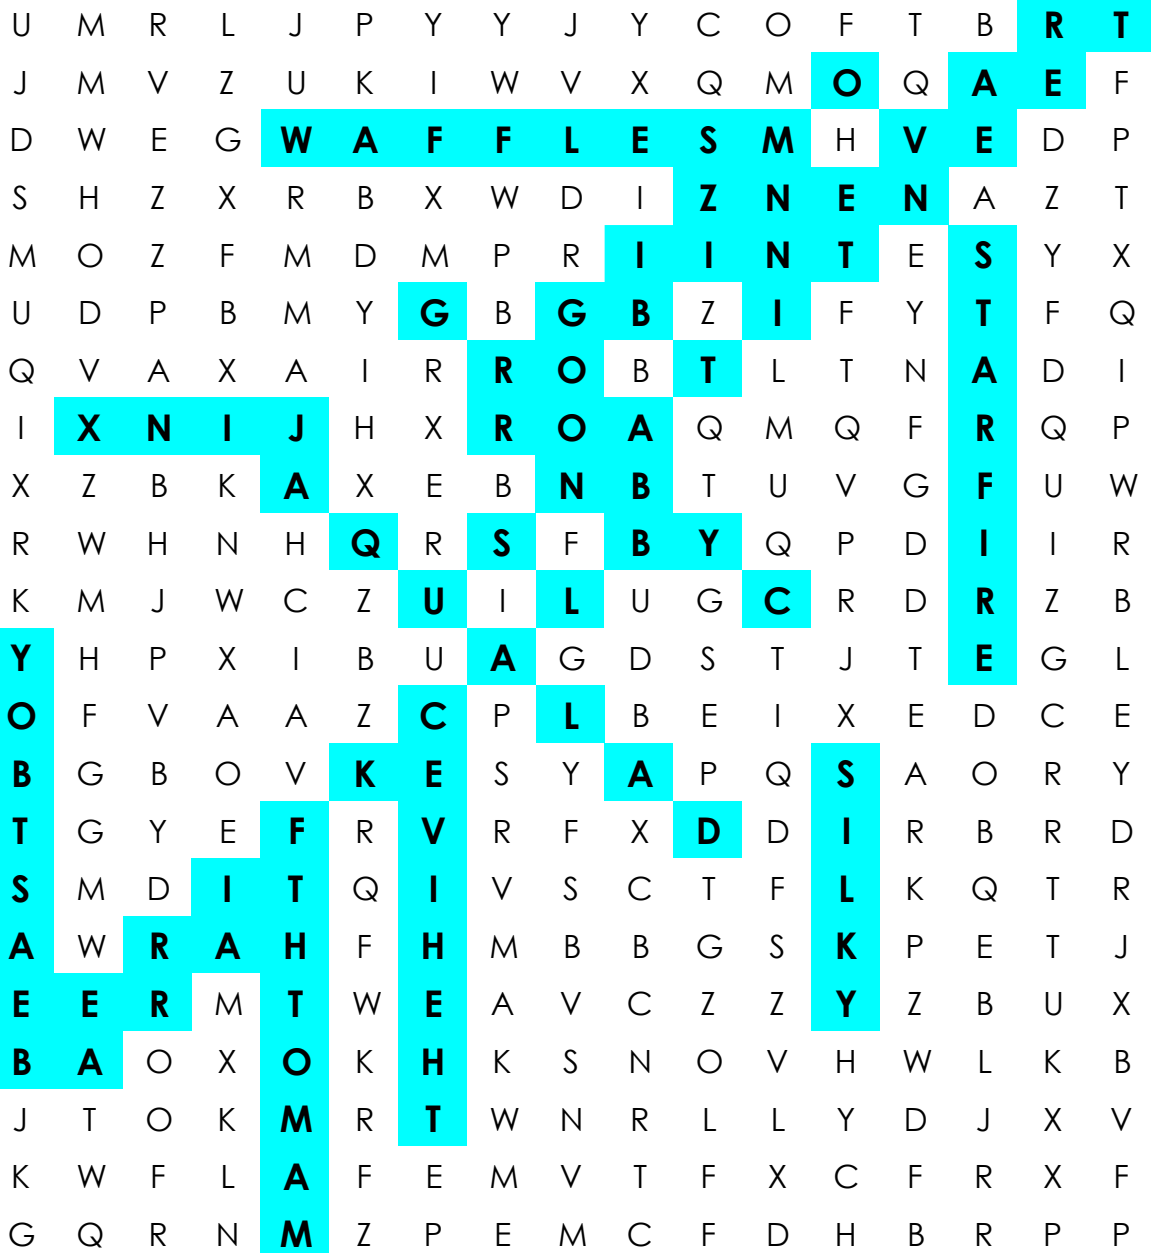 U M R L J P Y Y J Y C O F T B R T
J M V Z U K I W V X Q M O Q A E F
D W E G W A F F L E S M H V E D P
S H Z X R B X W D I Z N E N A Z T
M O Z F M D M P R I I N T E S Y X
U D P B M Y G B G B Z I F Y T F Q
Q V A X A I R R O B T L T N A D I
I X N I J H X R O A Q M Q F R Q P
X Z B K A X E B N B T U V G F U W
R W H N H Q R S F B Y Q P D I I R
K M J W C Z U I L U G C R D R Z B
Y H P X I B U A G D S T J T E G L
O F V A A Z C P L B E I X E D C E
B G B O V K E S Y A P Q S A O R Y
T G Y E F R V R F X D D I R B R D
S M D I T Q I V S C T F L K Q T R
A W R A H F H M B B G S K P E T J
E E R M T W E A V C Z Z Y Z B U X
B A O X O K H K S N O V H W L K B
J T O K M R T W N R L L Y D J X V
K W F L A F E M V T F X C F R X F
G Q R N M Z P E M C F D H B R P P